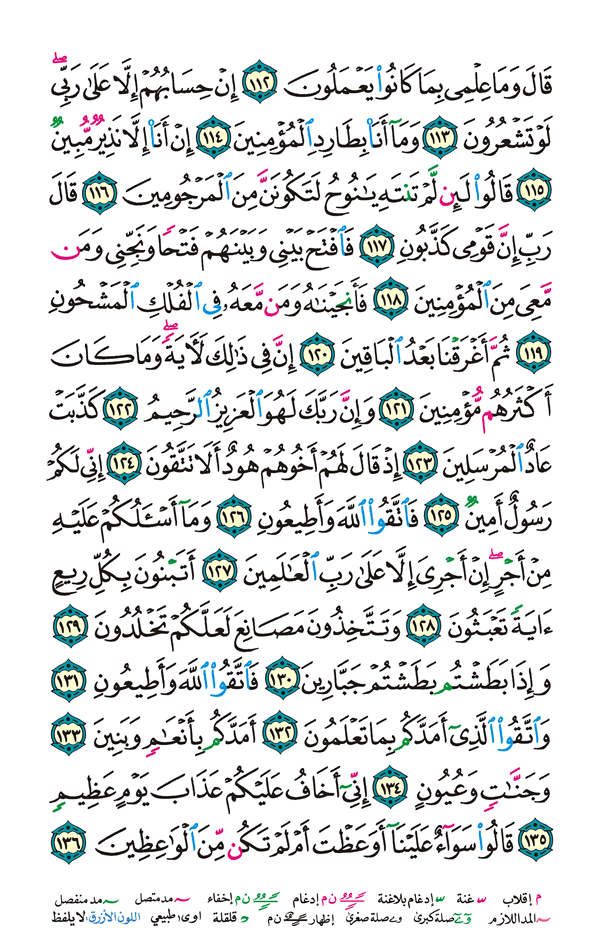 قَالَ وَمَا عِلْمِى بِمَا كَانُوا۟ يَعْمَلُونَ ١١٢ إِنْ حِسَابُهُمْ إِلَّا عَلَىٰ رَبِّى ۖ
لَوْ تَشْعُرُونَ ١١٣ وَمَآ أَنَا۠ بِطَارِدِ ٱلْمُؤْمِنِينَ ١١٤ إِنْ أَنَا۠ إِلَّا نَذِيرٌ مُّبِينٌ
١١٥ قَالُوا۟ لَئِن لَّمْ تَنتَهِ يَـٰنُوحُ لَتَكُونَنَّ مِنَ ٱلْمَرْجُومِينَ ١١٦ قَالَ
رَبِّ إِنَّ قَوْمِى كَذَّبُونِ ١١٧ فَٱفْتَحْ بَيْنِى وَبَيْنَهُمْ فَتْحًا وَنَجِّنِى وَمَن
مَّعِىَ مِنَ ٱلْمُؤْمِنِينَ ١١٨ فَأَنجَيْنَـٰهُ وَمَن مَّعَهُۥ فِى ٱلْفُلْكِ ٱلْمَشْحُونِ
١١٩ ثُمَّ أَغْرَقْنَا بَعْدُ ٱلْبَاقِينَ ١٢٠ إِنَّ فِى ذَٰلِكَ لَـَٔايَةً ۖ وَمَا كَانَ
أَكْثَرُهُم مُّؤْمِنِينَ ١٢١ وَإِنَّ رَبَّكَ لَهُوَ ٱلْعَزِيزُ ٱلرَّحِيمُ ١٢٢ كَذَّبَتْ
عَادٌ ٱلْمُرْسَلِينَ ١٢٣ إِذْ قَالَ لَهُمْ أَخُوهُمْ هُودٌ أَلَا تَتَّقُونَ ١٢٤ إِنِّى لَكُمْ
رَسُولٌ أَمِينٌ ١٢٥ فَٱتَّقُوا۟ ٱللَّهَ وَأَطِيعُونِ ١٢٦ وَمَآ أَسْـَٔلُكُمْ عَلَيْهِ
مِنْ أَجْرٍ ۖ إِنْ أَجْرِىَ إِلَّا عَلَىٰ رَبِّ ٱلْعَـٰلَمِينَ ١٢٧ أَتَبْنُونَ بِكُلِّ رِيعٍ
ءَايَةً تَعْبَثُونَ ١٢٨ وَتَتَّخِذُونَ مَصَانِعَ لَعَلَّكُمْ تَخْلُدُونَ ١٢٩
وَإِذَا بَطَشْتُم بَطَشْتُمْ جَبَّارِينَ ١٣٠ فَٱتَّقُوا۟ ٱللَّهَ وَأَطِيعُونِ ١٣١
وَٱتَّقُوا۟ ٱلَّذِىٓ أَمَدَّكُم بِمَا تَعْلَمُونَ ١٣٢ أَمَدَّكُم بِأَنْعَـٰمٍ وَبَنِينَ ١٣٣
وَجَنَّـٰتٍ وَعُيُونٍ ١٣٤ إِنِّىٓ أَخَافُ عَلَيْكُمْ عَذَابَ يَوْمٍ عَظِيمٍ
١٣٥ قَالُوا۟ سَوَآءٌ عَلَيْنَآ أَوَعَظْتَ أَمْ لَمْ تَكُن مِّنَ ٱلْوَٰعِظِينَ ١٣٦
م إقلاب غنة إدغام بلاغنة ن م إدغام ن م إخفاء مد متصل مد منفصل
المد اللازم صلة كبرى صلة صغرى إظهار ن م قلقلة اوى طبيعي اللون الأزرق: لا يلفظ